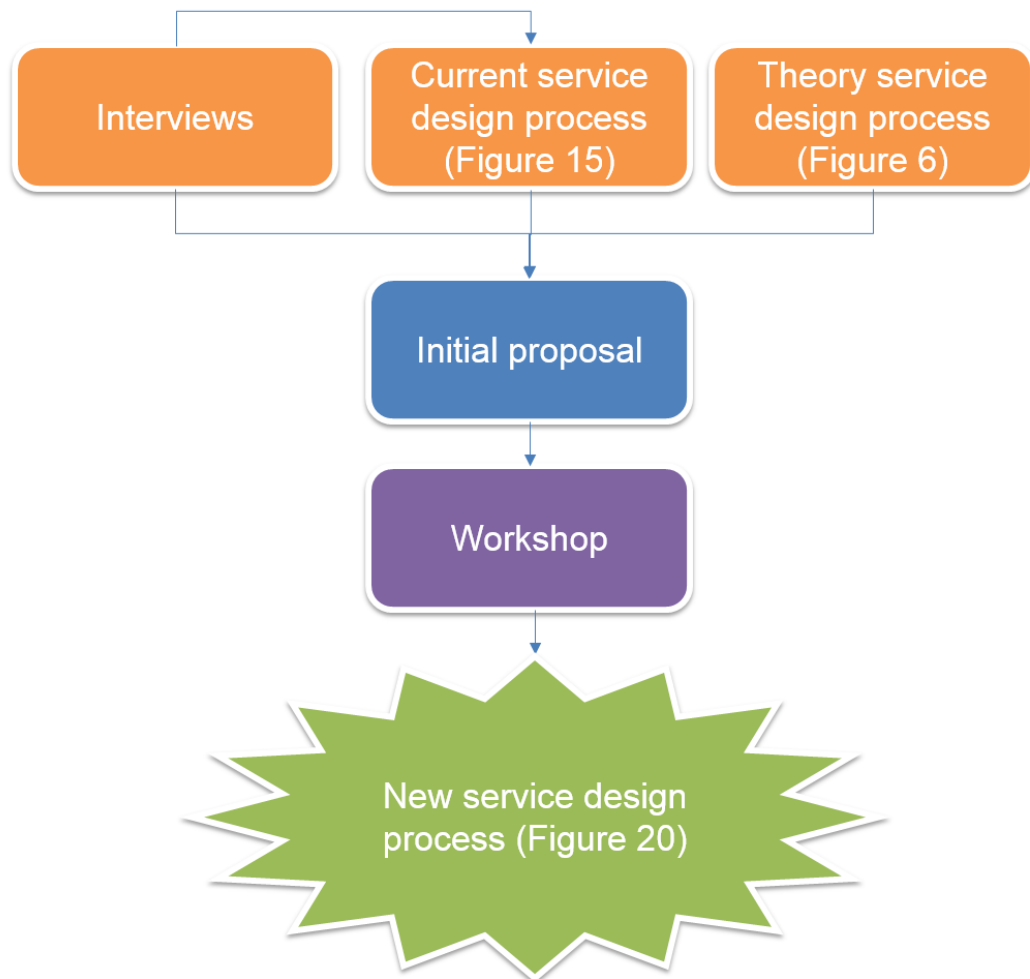 Interviews
Current service
design process
(Figure 15)
Theory service
design process
(Figure 6)
Initial proposal
Workshop
New service design
process (Figure 20)